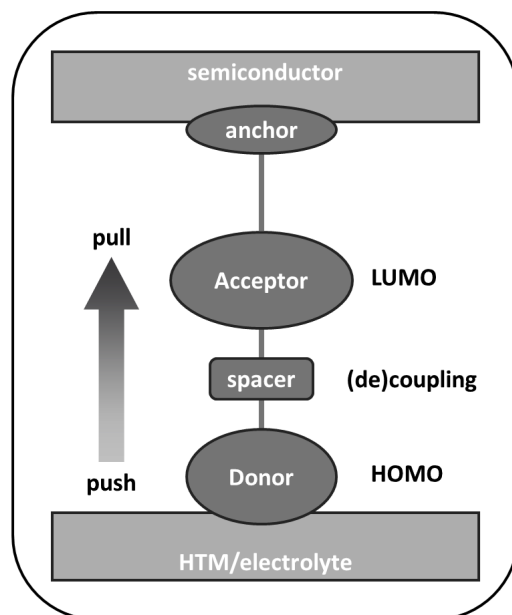 semiconductor
anchor
pull
Acceptor LUMO
spacer (de)coupling
push Donor HOMO
HTM/electrolyte